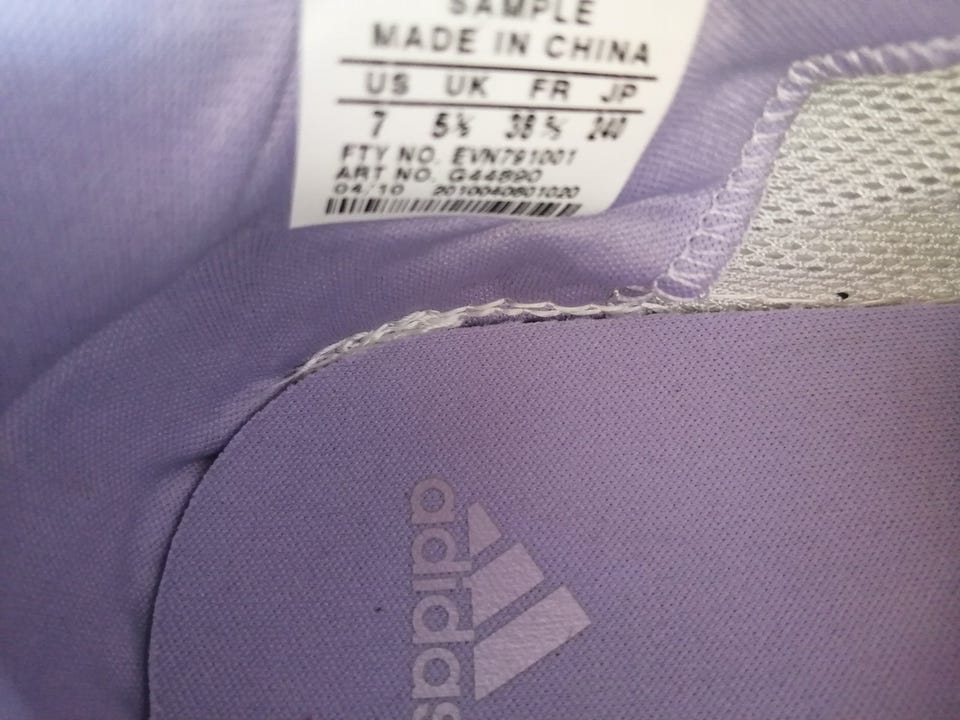 SAMPLE
MADE IN CHINA
US UK FR JP
7 5½ 38⅔ 240
FTY NO. EVN791001
ART NO. G44890
04/10 2010040801020
adidas